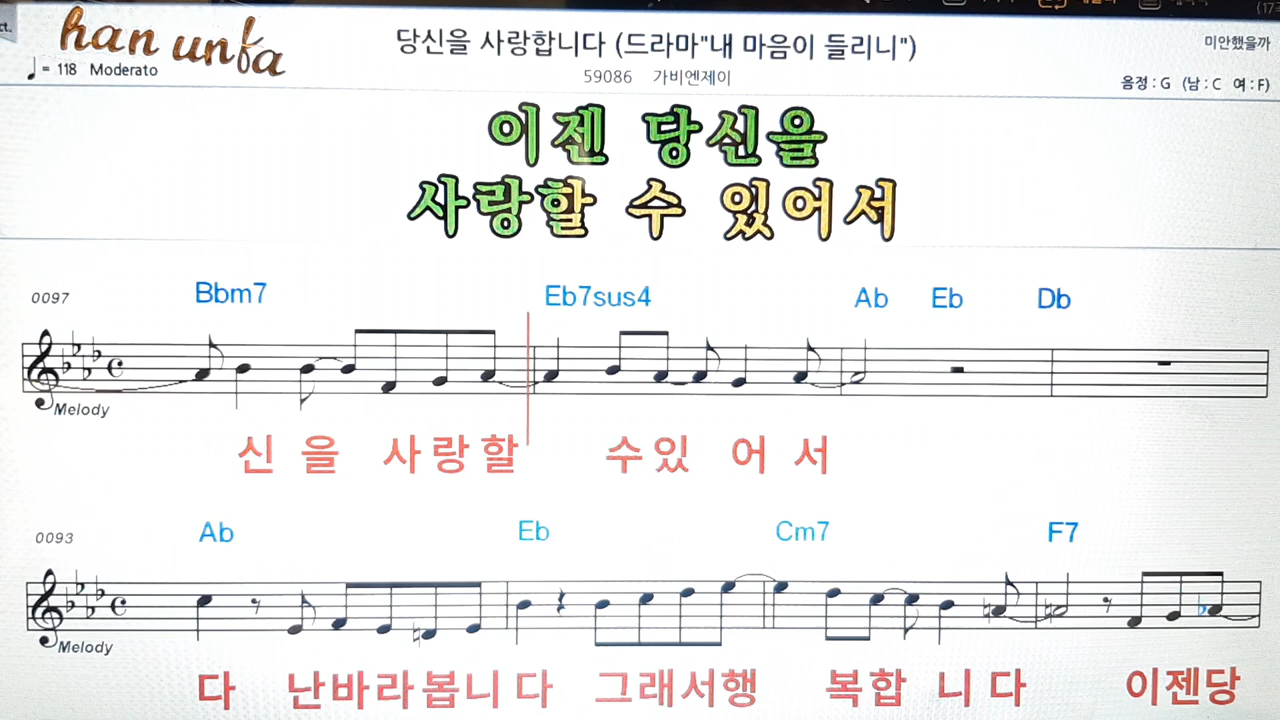 ct.
han unfa
당신을 사랑합니다 (드라마"내 마음이 들리니")
미안했을까
= 118 Moderato
59086 가비엔제이
음정 : G (남 : C 여 : F)
이젠 당신을
사랑할 수 있어서
0097
Bbm7 Eb7sus4 Ab Eb Db
Melody
신 을 사랑할 수있 어 서
0093
Ab Eb Cm7 F7
Melody
다 난바라봅니다 그래서행 복합 니 다 이젠당